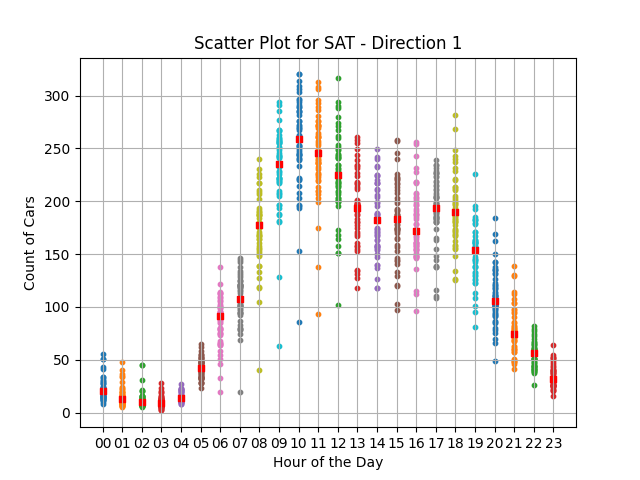 Scatter Plot for SAT - Direction 1
Count of Cars
300
250
200
150
100
50
0
00 01 02 03 04 05 06 07 08 09 10 11 12 13 14 15 16 17 18 19 20 21 22 23
Hour of the Day